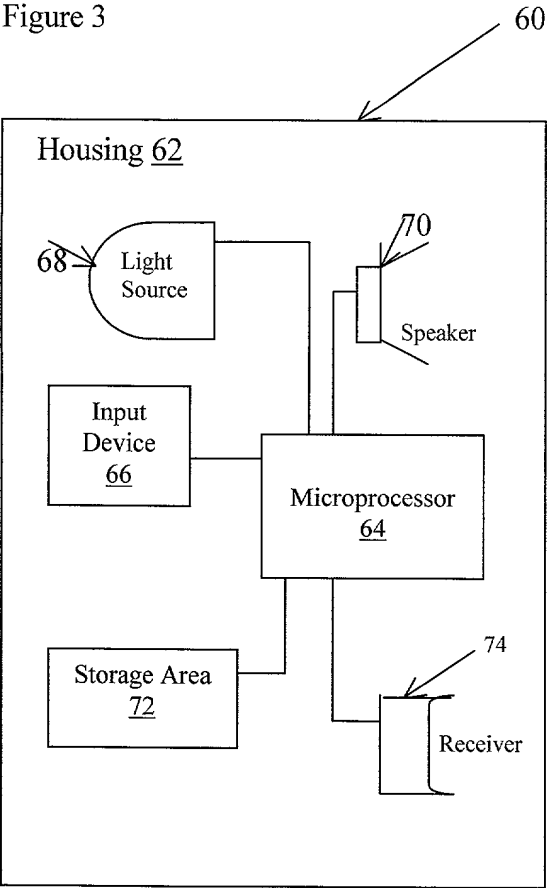 Figure 3
60
Housing 62
68
Light
Source
70
Speaker
Input
Device
66
Microprocessor
64
Storage Area
72
74
Receiver